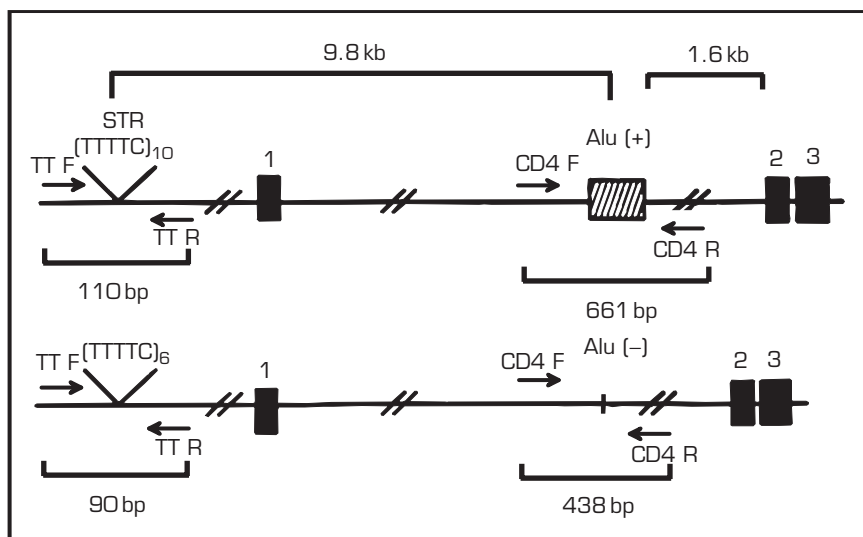 9.8 kb
1.6 kb
STR
(TTTTC)10
Alu (+)
TT F
1
CD4 F
2 3
TT R
CD4 R
110 bp
661 bp
Alu (–)
TT F
(TTTTC)6
1
CD4 F
2 3
TT R
CD4 R
90 bp
438 bp